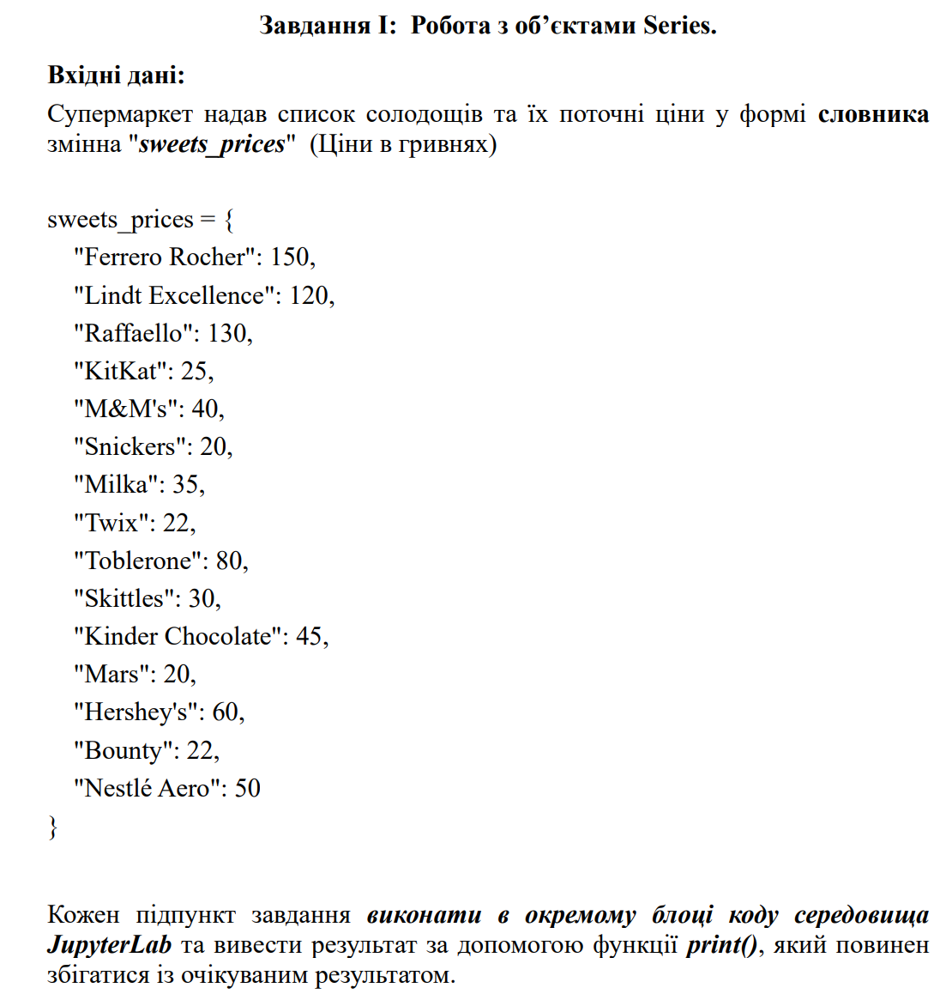 Завдання І: Робота з об’єктами Series.
Вхідні дані:
Супермаркет надав список солодощів та їх поточні ціни у формі словника
змінна "sweets_prices" (Ціни в гривнях)
sweets_prices = {
"Ferrero Rocher": 150,
"Lindt Excellence": 120,
"Raffaello": 130,
"KitKat": 25,
"M&M's": 40,
"Snickers": 20,
"Milka": 35,
"Twix": 22,
"Toblerone": 80,
"Skittles": 30,
"Kinder Chocolate": 45,
"Mars": 20,
"Hershey's": 60,
"Bounty": 22,
"Nestlé Aero": 50
}
Кожен підпункт завдання виконати в окремому блоці коду середовища
JupyterLab та вивести результат за допомогою функції print(), який повинен
збігатися із очікуваним результатом.